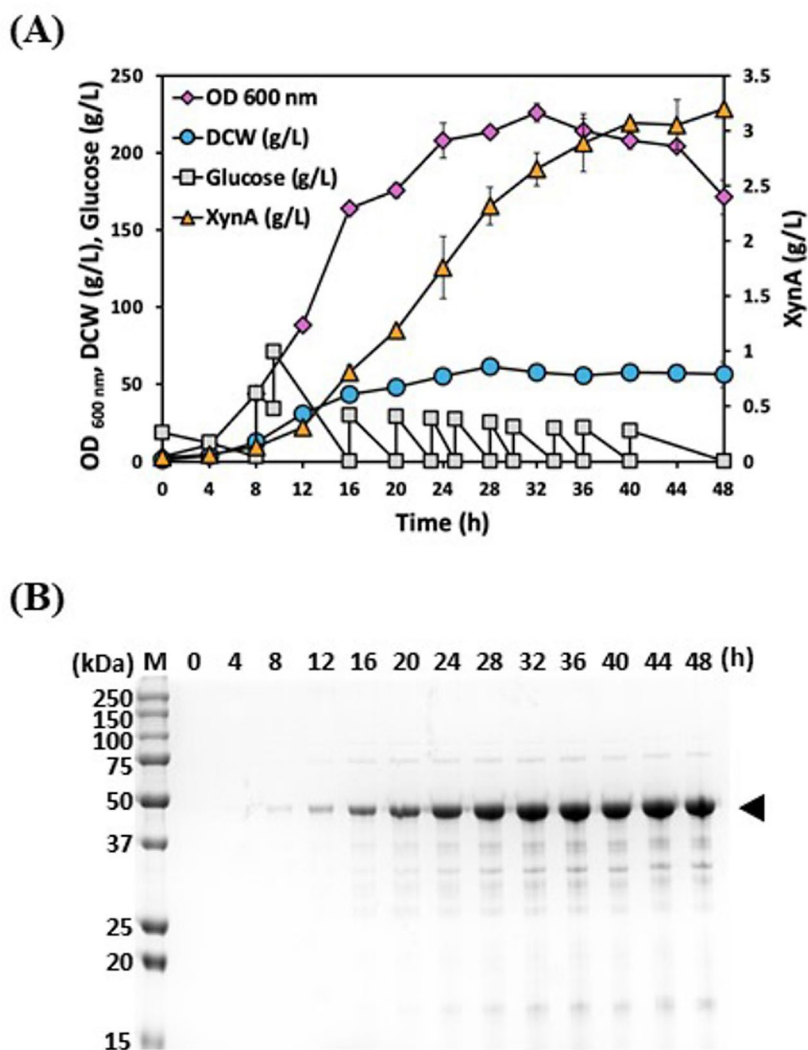 (A)
OD 600 nm, DCW (g/L), Glucose (g/L)
250
200
150
100
50
0
OD 600 nm
DCW (g/L)
Glucose (g/L)
XynA (g/L)
3.5
3
2.5
2
1.5
1
0.5
0
XynA (g/L)
0 4 8 12 16 20 24 28 32 36 40 44 48
Time (h)
(B)
(kDa) M 0 4 8 12 16 20 24 28 32 36 40 44 48 (h)
250
150
100
75
50
37
25
20
15